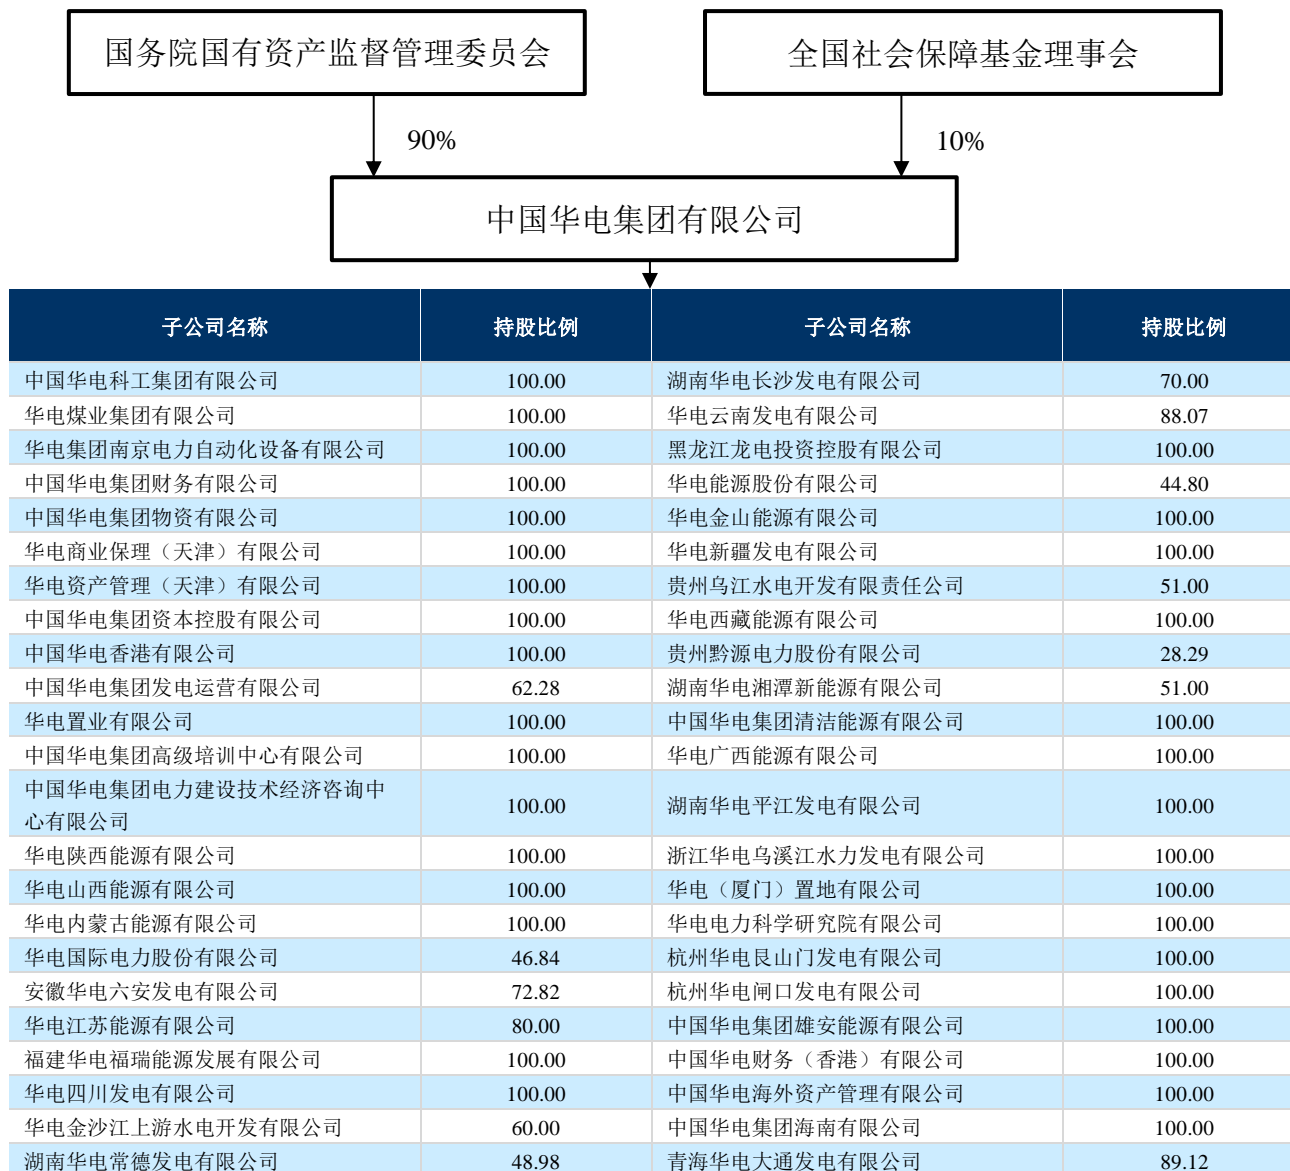 国务院国有资产监督管理委员会 全国社会保障基金理事会
90% 10%
中国华电集团有限公司
子公司名称 持股比例 子公司名称 持股比例
中国华电科工集团有限公司 100.00 湖南华电长沙发电有限公司 70.00
华电煤业集团有限公司 100.00 华电云南发电有限公司 88.07
华电集团南京电力自动化设备有限公司 100.00 黑龙江龙电投资控股有限公司 100.00
中国华电集团财务有限公司 100.00 华电能源股份有限公司 44.80
中国华电集团物资有限公司 100.00 华电金山能源有限公司 100.00
华电商业保理（天津）有限公司 100.00 华电新疆发电有限公司 100.00
华电资产管理（天津）有限公司 100.00 贵州乌江水电开发有限责任公司 51.00
中国华电集团资本控股有限公司 100.00 华电西藏能源有限公司 100.00
中国华电香港有限公司 100.00 贵州黔源电力股份有限公司 28.29
中国华电集团发电运营有限公司 62.28 湖南华电湘潭新能源有限公司 51.00
华电置业有限公司 100.00 中国华电集团清洁能源有限公司 100.00
中国华电集团高级培训中心有限公司 100.00 华电广西能源有限公司 100.00
中国华电集团电力建设技术经济咨询中
心有限公司 100.00 湖南华电平江发电有限公司 100.00
华电陕西能源有限公司 100.00 浙江华电乌溪江水力发电有限公司 100.00
华电山西能源有限公司 100.00 华电（厦门）置地有限公司 100.00
华电内蒙古能源有限公司 100.00 华电电力科学研究院有限公司 100.00
华电国际电力股份有限公司 46.84 杭州华电艮山门发电有限公司 100.00
安徽华电六安发电有限公司 72.82 杭州华电闸口发电有限公司 100.00
华电江苏能源有限公司 80.00 中国华电集团雄安能源有限公司 100.00
福建华电福瑞能源发展有限公司 100.00 中国华电财务（香港）有限公司 100.00
华电四川发电有限公司 100.00 中国华电海外资产管理有限公司 100.00
华电金沙江上游水电开发有限公司 60.00 中国华电集团海南有限公司 100.00
湖南华电常德发电有限公司 48.98 青海华电大通发电有限公司 89.12